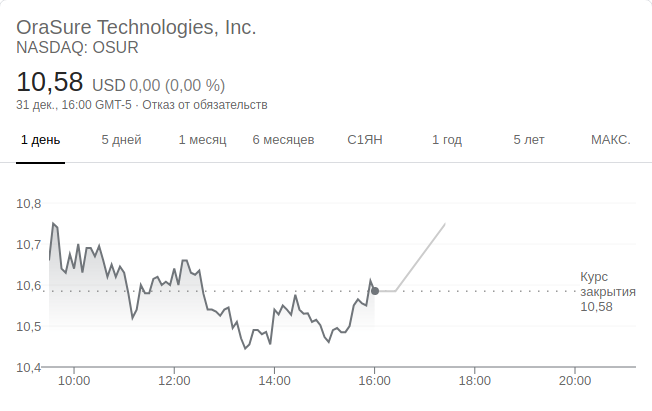 OraSure Technologies, Inc.
NASDAQ: OSUR
10,58 USD 0,00 (0,00 %)
31 дек., 16:00 GMT-5 · Отказ от обязательств
1 день 5 дней 1 месяц 6 месяцев С1ЯН 1 год 5 лет МАКС.
10,8
10,7
10,6
10,5
10,4
Курс
закрытия
10,58
10:00 12:00 14:00 16:00 18:00 20:00